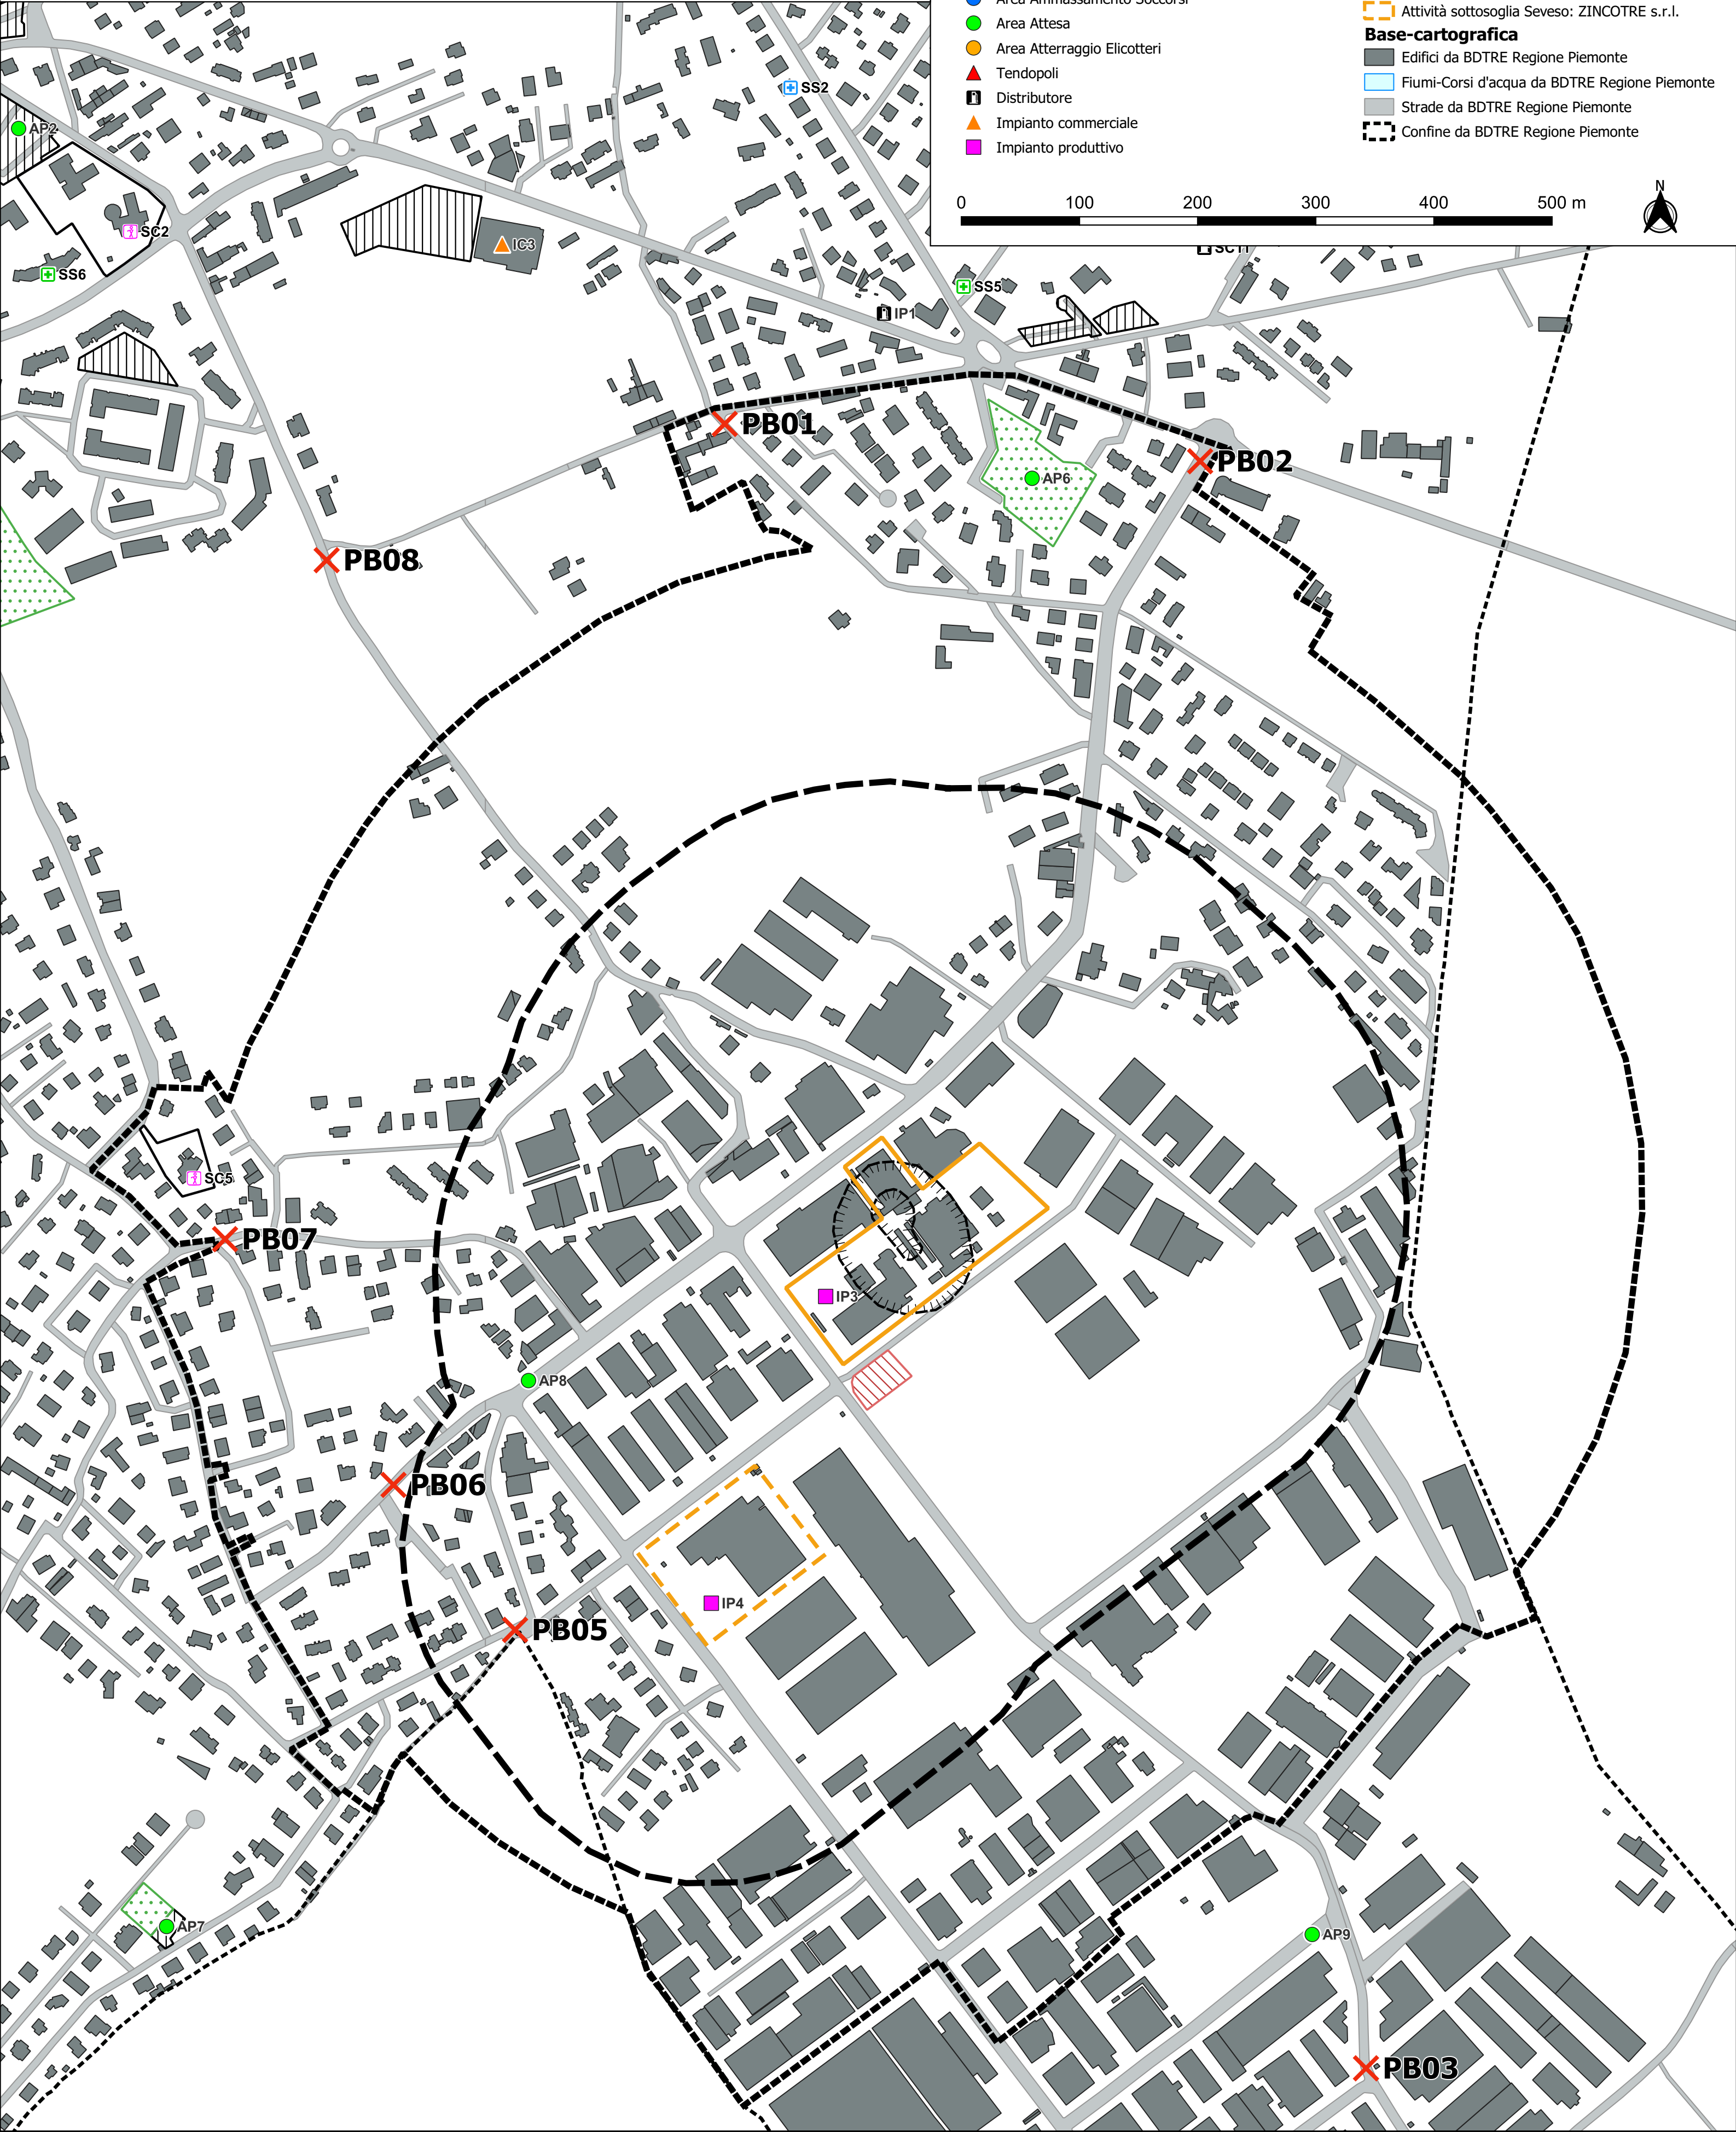 Area Ammassamento Soccorsi
Area Attesa
Area Atterraggio Elicotteri
Tendopoli
Distributore
Impianto commerciale
Impianto produttivo
Attività sottosoglia Seveso: ZINCOTRE s.r.l.
Base-cartografica
Edifici da BDTRE Regione Piemonte
Fiumi-Corsi d'acqua da BDTRE Regione Piemonte
Strade da BDTRE Regione Piemonte
Confine da BDTRE Regione Piemonte
0 100 200 300 400 500 m
N
SS2
AP2
SC2
IC3
SS6
SS5
IP1
PB01
PB02
AP6
PB08
SC5
PB07
IP3
AP8
PB06
IP4
PB05
AP7
AP9
PB03